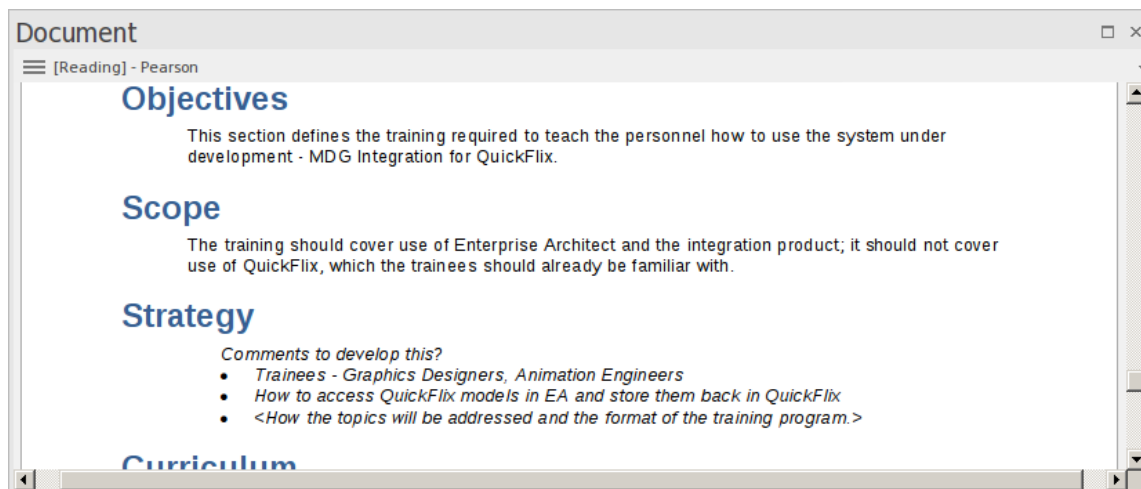 Document
[Reading] - Pearson
Objectives
This section defines the training required to teach the personnel how to use the system under
development - MDG Integration for QuickFlix.
Scope
The training should cover use of Enterprise Architect and the integration product; it should not cover
use of QuickFlix, which the trainees should already be familiar with.
Strategy
Comments to develop this?
• Trainees - Graphics Designers, Animation Engineers
• How to access QuickFlix models in EA and store them back in QuickFlix
• <How the topics will be addressed and the format of the training program.>
Curriculum